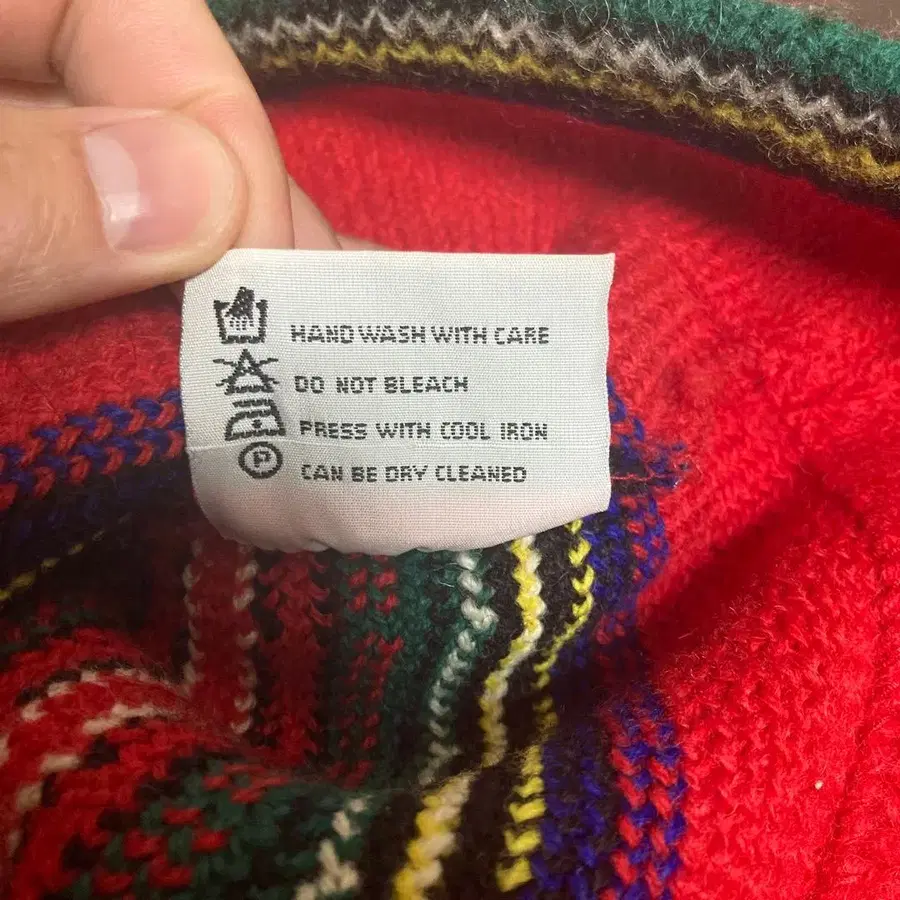 HAND WASH WITH CARE
DO NOT BLEACH
PRESS WITH COOL IRON
P CAN BE DRY CLEANED